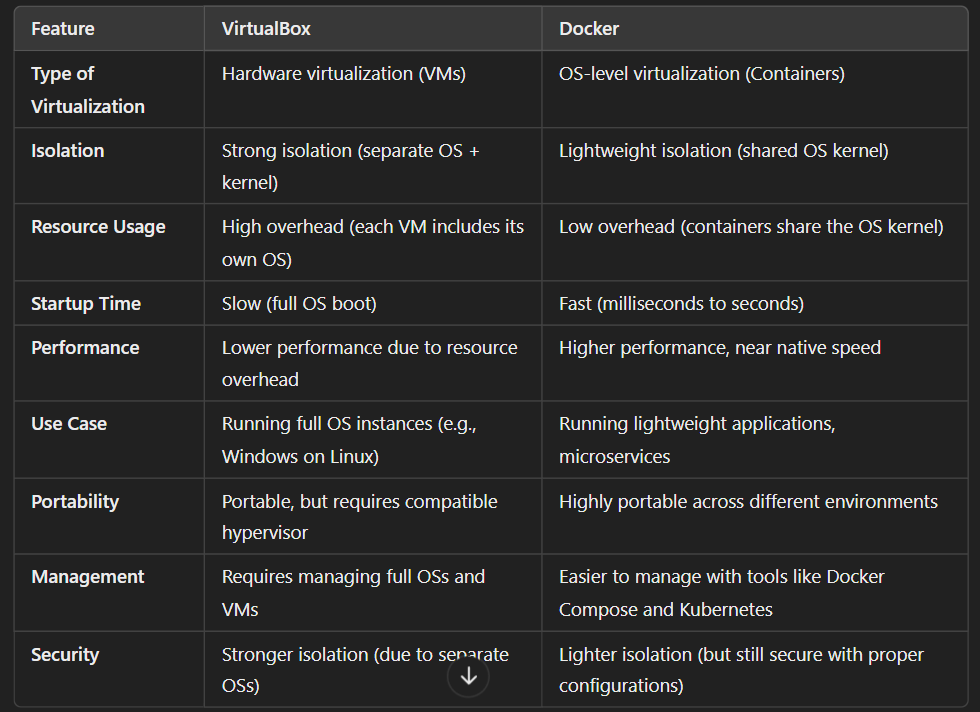 Feature VirtualBox Docker
Type of Hardware virtualization (VMs) OS-level virtualization (Containers)
Virtualization
Isolation Strong isolation (separate OS + Lightweight isolation (shared OS kernel)
kernel)
Resource Usage High overhead (each VM includes its Low overhead (containers share the OS kernel)
own OS)
Startup Time Slow (full OS boot) Fast (milliseconds to seconds)
Performance Lower performance due to resource Higher performance, near native speed
overhead
Use Case Running full OS instances (e.g., Running lightweight applications,
Windows on Linux) microservices
Portability Portable, but requires compatible Highly portable across different environments
hypervisor
Management Requires managing full OSs and Easier to manage with tools like Docker
VMs Compose and Kubernetes
Security Stronger isolation (due to separate Lighter isolation (but still secure with proper
OSs) configurations)